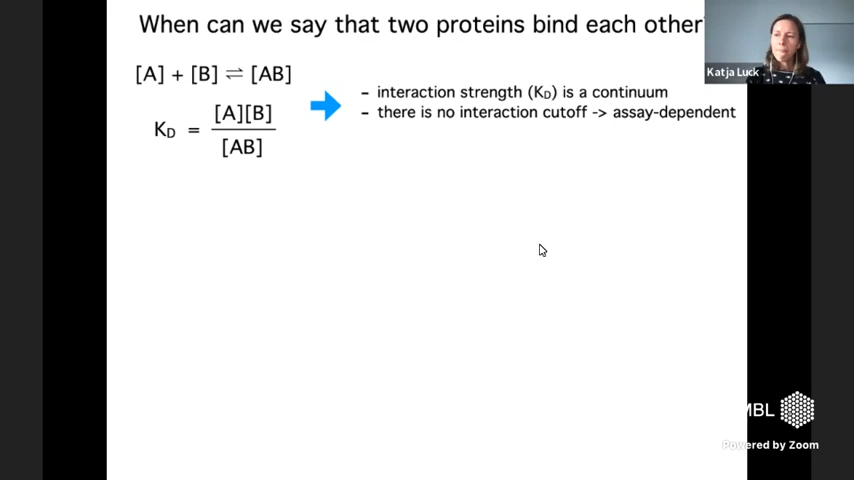 When can we say that two proteins bind each other
Katja Luck
[A] + [B] ⇌ [AB]
K_D = [A][B] / [AB]
– interaction strength (K_D) is a continuum
– there is no interaction cutoff -> assay-dependent
MBL
Powered by Zoom